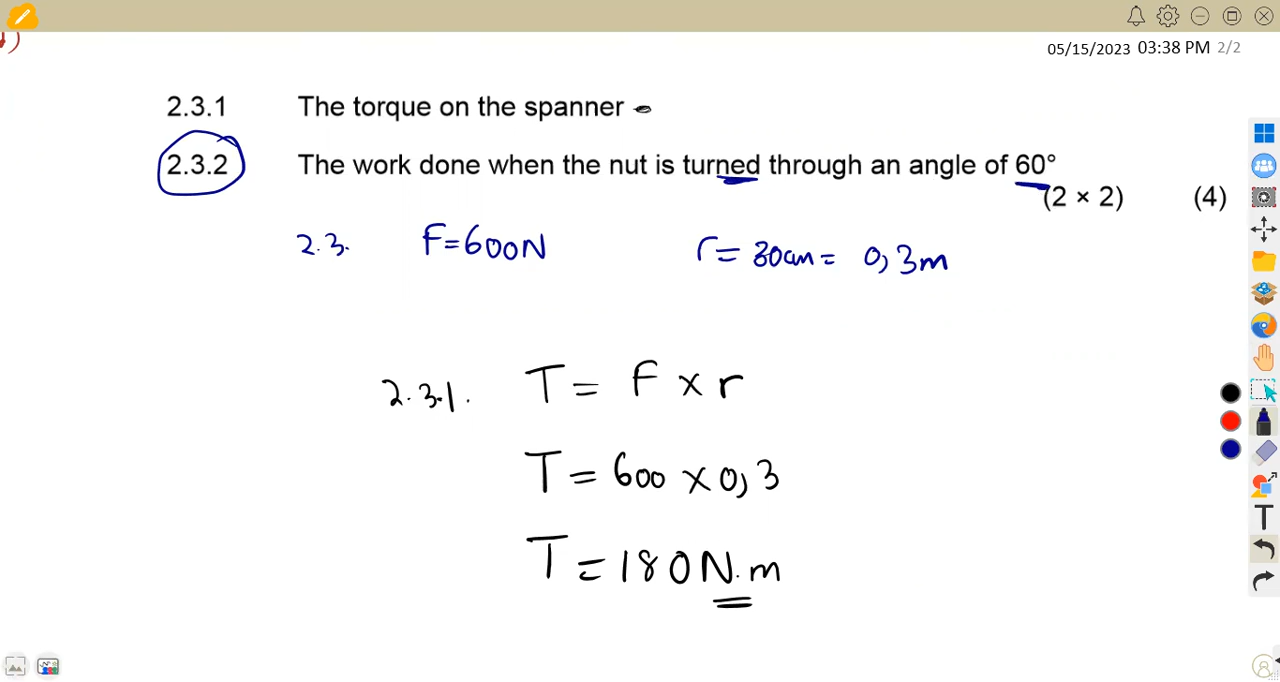 05/15/2023 03:38 PM 2/2
2.3.1 The torque on the spanner
2.3.2 The work done when the nut is turned through an angle of 60°
(2 × 2) (4)
2.3. F=600N r= 30cm= 0,3m
2.3.1. T= F × r
T= 600 × 0,3
T= 180N.m
T